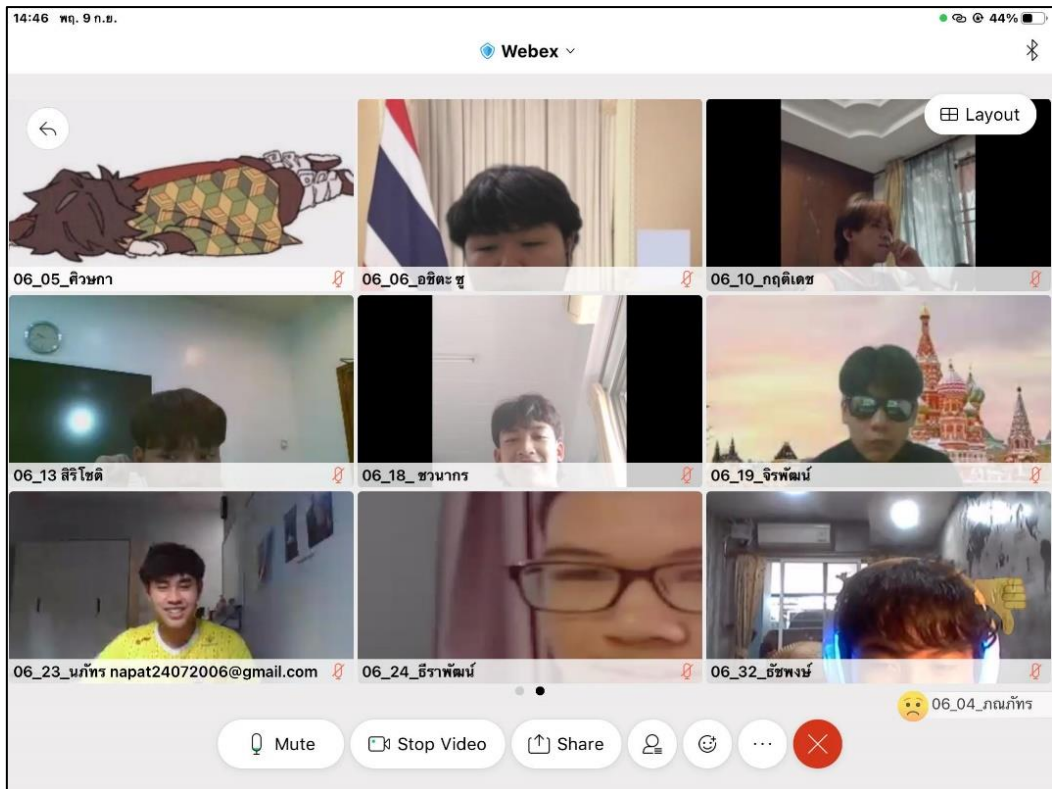 14:46 พฤ. 9 ก.ย.
44%
Webex
Layout
06_05_ศิวษกา
06_06_อชิตะ ชู
06_10_กฤติเดช
06_13 สิริโชติ
06_18_ ชวนากร
06_19_จิรพัฒน์
06_23_นภัทร napat24072006@gmail.com
06_24_ธีราพัฒน์
06_32_ธัชพงษ์
06_04_ภณภัทร
Mute
Stop Video
Share